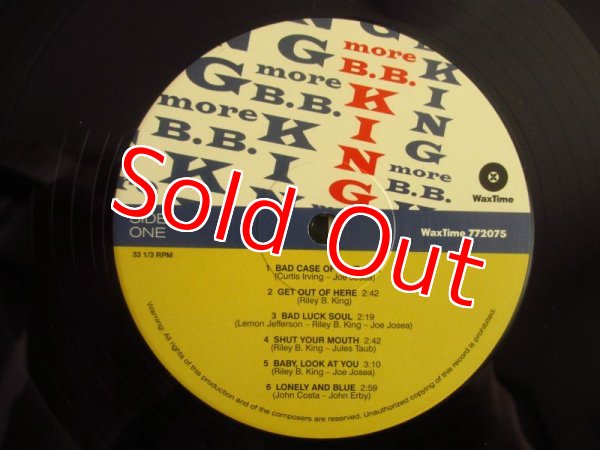 more
B.B.
KING
more
B.B.
KIN
more
B.B.
K
KING
more
B.B.
K
NG
WaxTime
Sold Out
SIDE
ONE
WaxTime 772075
33 1/3 RPM
1 BAD CASE OF
(Curtis Irving – Joe Josea)
2 GET OUT OF HERE 2:42
(Riley B. King)
3 BAD LUCK SOUL 2:19
(Lemon Jefferson – Riley B. King – Joe Josea)
4 SHUT YOUR MOUTH 2:42
(Riley B. King – Jules Taub)
5 BABY, LOOK AT YOU 3:10
(Riley B. King – Joe Josea)
6 LONELY AND BLUE 2:59
(John Costa – John Erby)
Warning: All rights of this production and of the composers are reserved. Unauthorized copying of this record is prohibited.